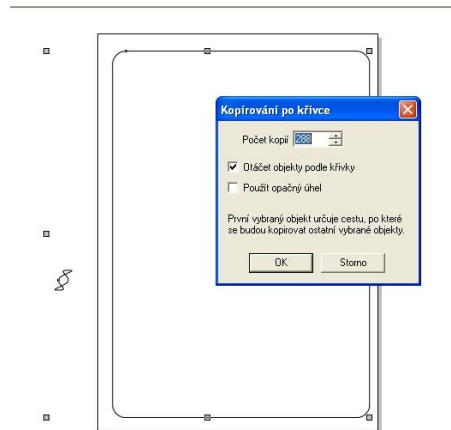 Kopírování po křivce
Počet kopií 288
Otáčet objekty podle křivky
Použít opačný úhel
První vybraný objekt určuje cestu, po které
se budou kopírovat ostatní vybrané objekty.
OK Storno